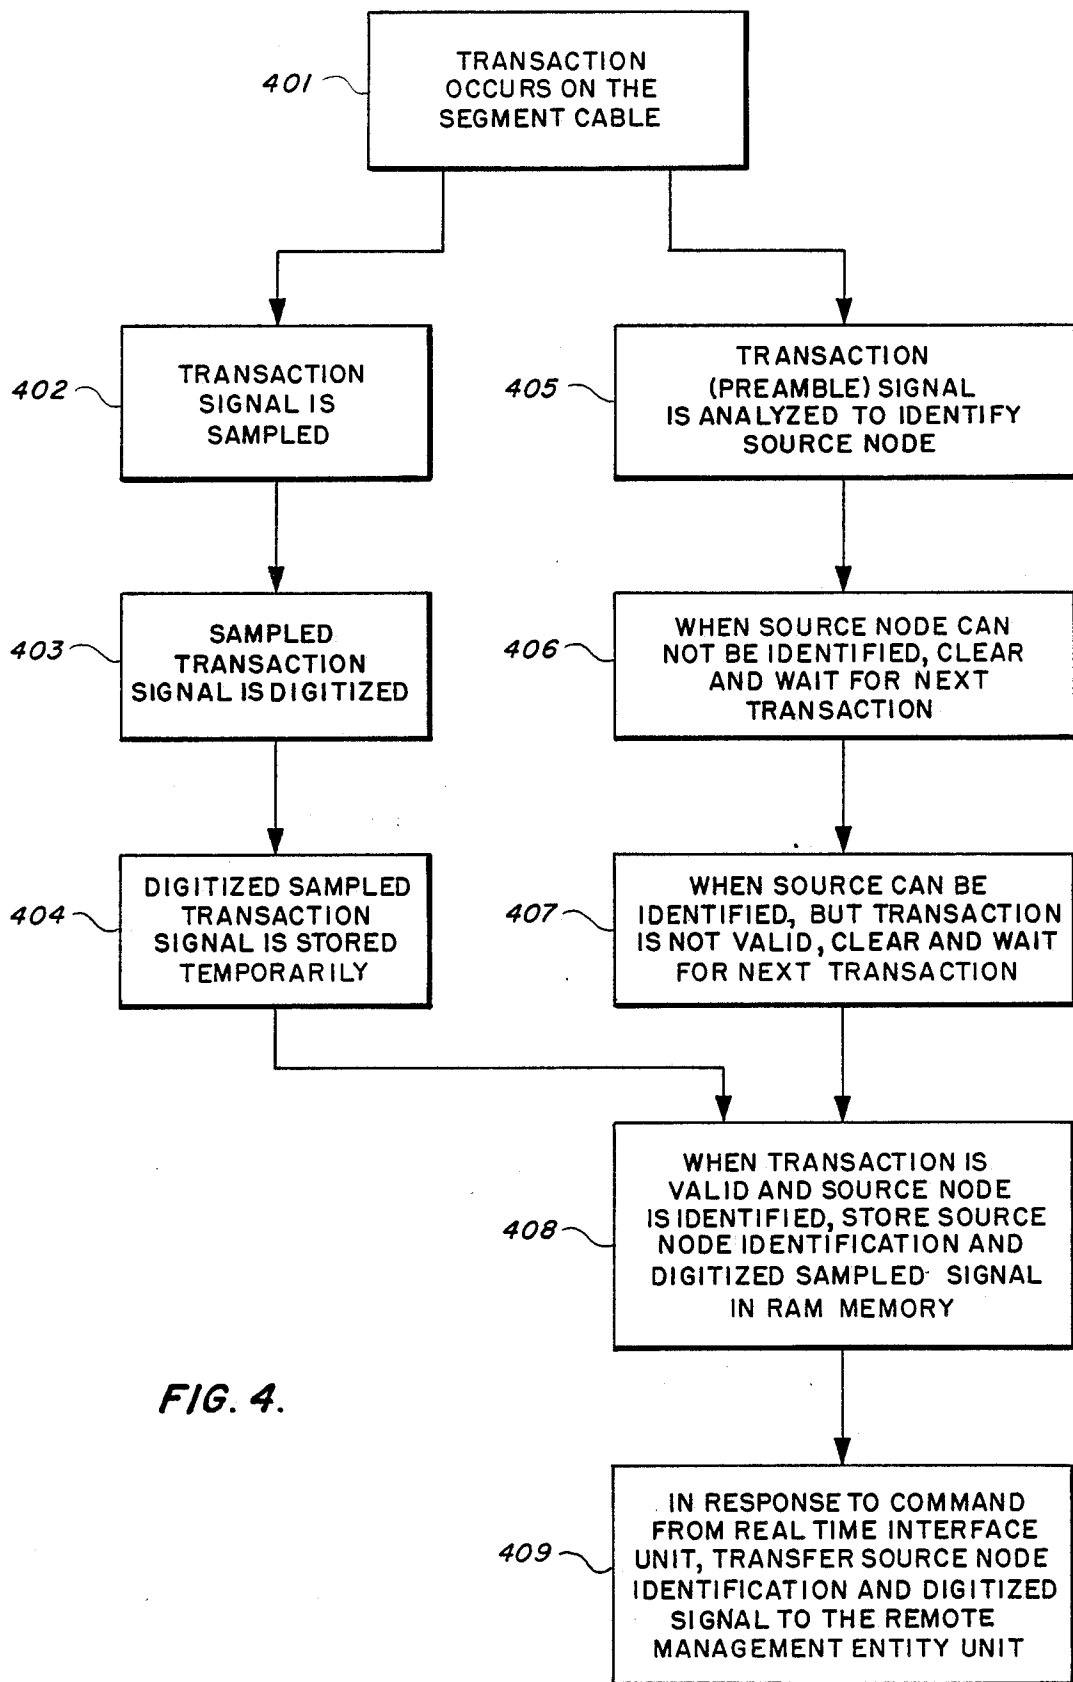 401
TRANSACTION
OCCURS ON THE
SEGMENT CABLE
402
TRANSACTION
SIGNAL IS
SAMPLED
405
TRANSACTION
(PREAMBLE) SIGNAL
IS ANALYZED TO IDENTIFY
SOURCE NODE
403
SAMPLED
TRANSACTION
SIGNAL IS DIGITIZED
406
WHEN SOURCE NODE CAN
NOT BE IDENTIFIED, CLEAR
AND WAIT FOR NEXT
TRANSACTION
404
DIGITIZED SAMPLED
TRANSACTION
SIGNAL IS STORED
TEMPORARILY
407
WHEN SOURCE CAN BE
IDENTIFIED, BUT TRANSACTION
IS NOT VALID, CLEAR AND WAIT
FOR NEXT TRANSACTION
408
WHEN TRANSACTION IS
VALID AND SOURCE NODE
IS IDENTIFIED, STORE SOURCE
NODE IDENTIFICATION AND
DIGITIZED SAMPLED SIGNAL
IN RAM MEMORY
FIG. 4.
409
IN RESPONSE TO COMMAND
FROM REAL TIME INTERFACE
UNIT, TRANSFER SOURCE NODE
IDENTIFICATION AND DIGITIZED
SIGNAL TO THE REMOTE
MANAGEMENT ENTITY UNIT